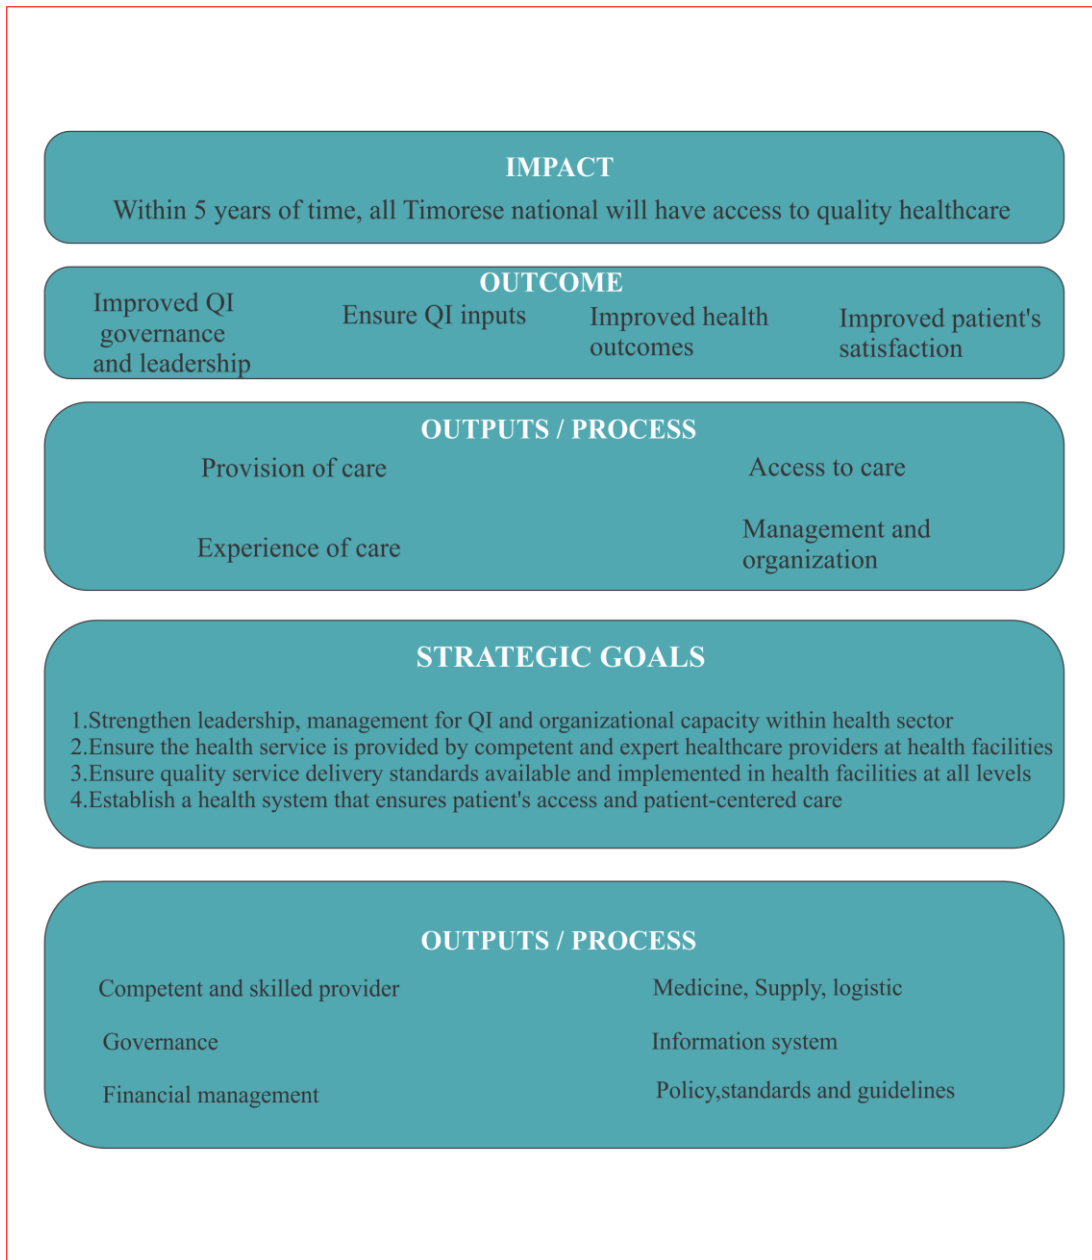 IMPACT
Within 5 years of time, all Timorese national will have access to quality healthcare
OUTCOME
Improved QI
governance
and leadership
Ensure QI inputs
Improved health
outcomes
Improved patient's
satisfaction
OUTPUTS / PROCESS
Provision of care
Access to care
Experience of care
Management and
organization
STRATEGIC GOALS
1.Strengthen leadership, management for QI and organizational capacity within health sector
2.Ensure the health service is provided by competent and expert healthcare providers at health facilities
3.Ensure quality service delivery standards available and implemented in health facilities at all levels
4.Establish a health system that ensures patient's access and patient-centered care
OUTPUTS / PROCESS
Competent and skilled provider
Medicine, Supply, logistic
Governance
Information system
Financial management
Policy,standards and guidelines